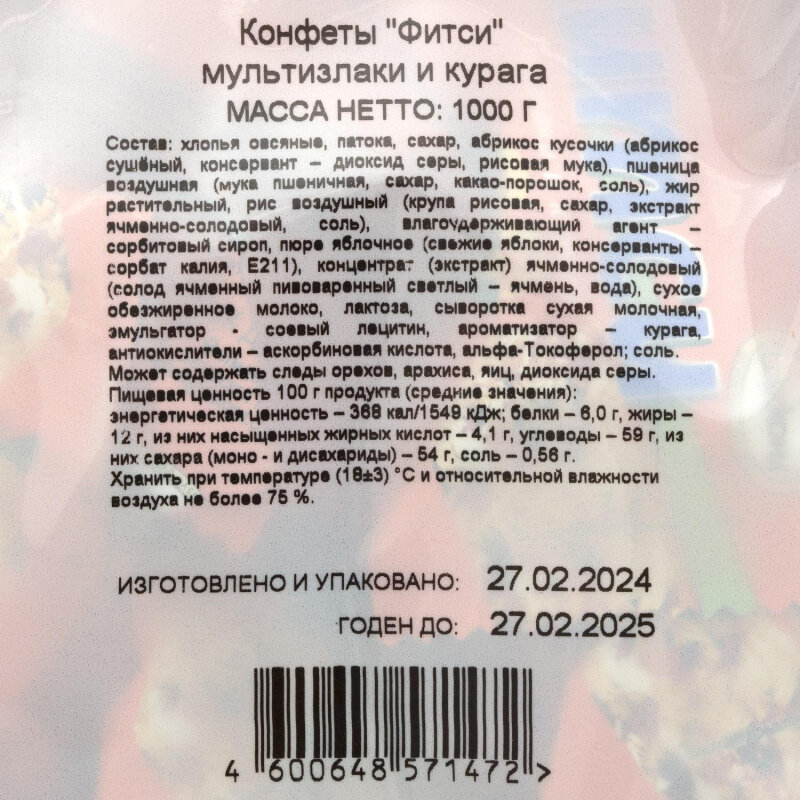 Конфеты "Фитси"
мультизлаки и курага
МАССА НЕТТО: 1000 Г
Состав: хлопья овсяные, патока, сахар, абрикос кусочки (абрикос
сушёный, консервант – диоксид серы, рисовая мука), пшеница
воздушная (мука пшеничная, сахар, какао-порошок, соль), жир
растительный, рис воздушный (крупа рисовая, сахар, экстракт
ячменно-солодовый, соль), влагоудерживающий агент –
сорбитовый сироп, пюре яблочное (свежие яблоки, консерванты –
сорбат калия, Е211), концентрат (экстракт) ячменно-солодовый
(солод ячменный пивоваренный светлый – ячмень, вода), сухое
обезжиренное молоко, лактоза, сыворотка сухая молочная,
эмульгатор - соевый лецитин, ароматизатор – курага,
антиокислители – аскорбиновая кислота, альфа-Токоферол; соль.
Может содержать следы орехов, арахиса, яиц, диоксида серы.
Пищевая ценность 100 г продукта (средние значения):
энергетическая ценность – 368 кал/1549 кДж; белки – 6,0 г, жиры –
12 г, из них насыщенных жирных кислот – 4,1 г, углеводы – 59 г, из
них сахара (моно - и дисахариды) – 54 г, соль – 0,56 г.
Хранить при температуре (18±3) °С и относительной влажности
воздуха не более 75 %.
ИЗГОТОВЛЕНО И УПАКОВАНО: 27.02.2024
ГОДЕН ДО: 27.02.2025
4 600648 571472 >